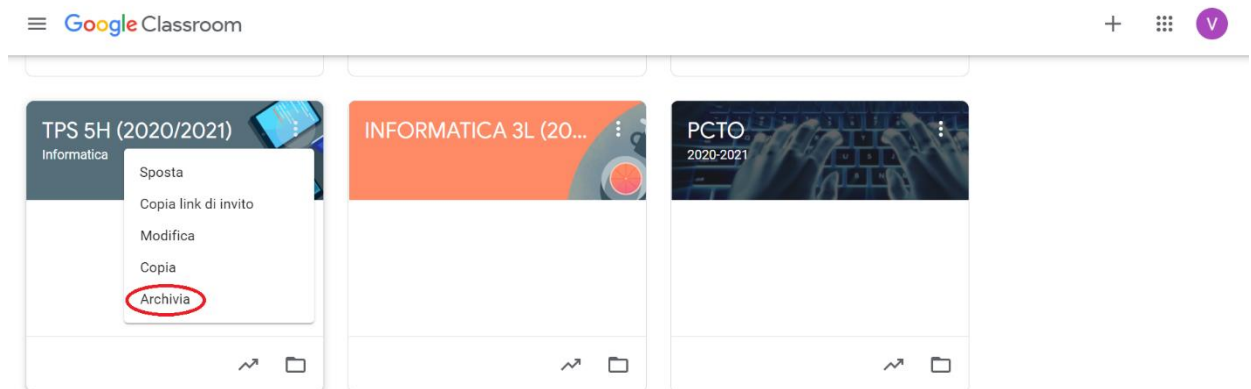 Google Classroom
V
TPS 5H (2020/2021)
Informatica
INFORMATICA 3L (20...
PCTO
2020-2021
Sposta
Copia link di invito
Modifica
Copia
Archivia